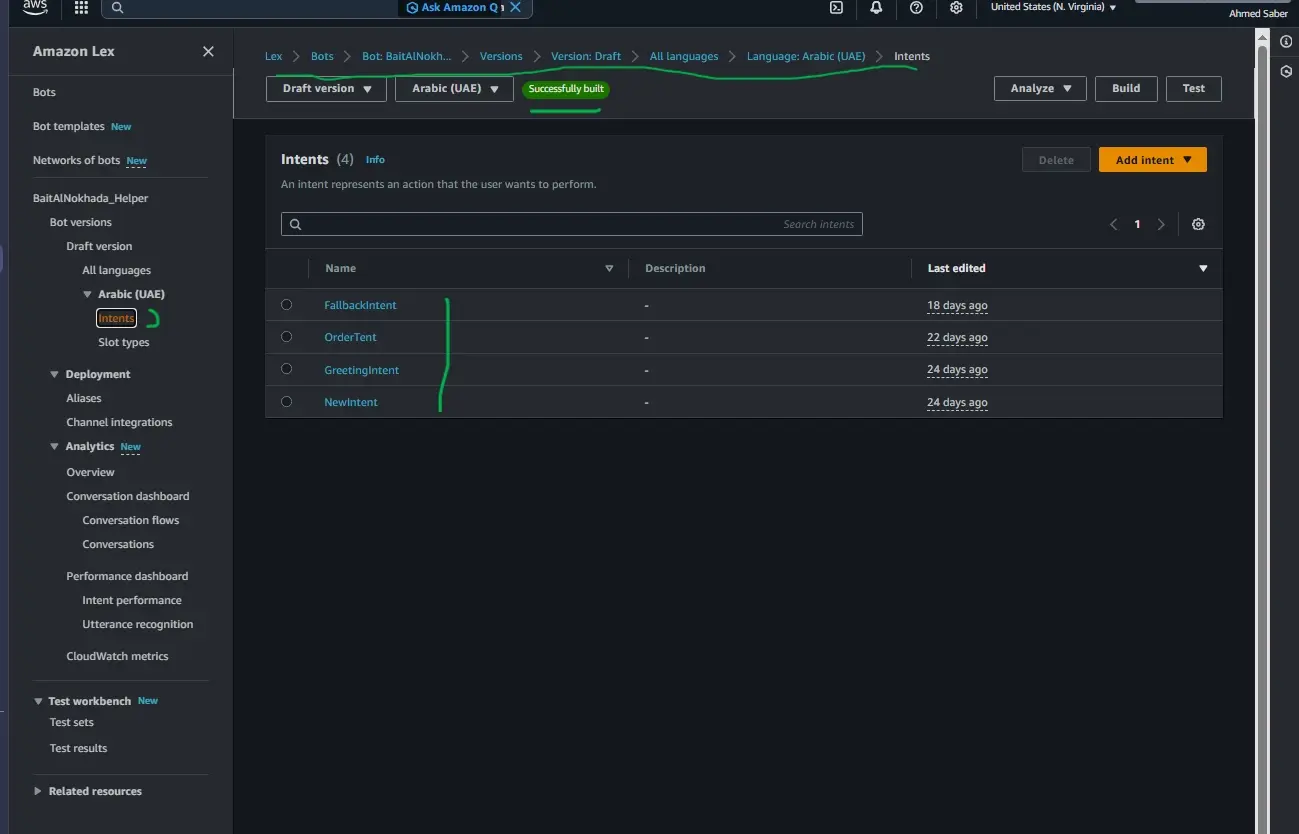 aws
Ask Amazon Q
United States (N. Virginia)
Ahmed Saber
Amazon Lex
Bots
Bot templates New
Networks of bots New
BaitAlNokhada_Helper
Bot versions
Draft version
All languages
Arabic (UAE)
Intents
Slot types
Deployment
Aliases
Channel integrations
Analytics New
Overview
Conversation dashboard
Conversation flows
Conversations
Performance dashboard
Intent performance
Utterance recognition
CloudWatch metrics
Test workbench New
Test sets
Test results
Related resources
Lex > Bots > Bot: BaitAlNokh... > Versions > Version: Draft > All languages > Language: Arabic (UAE) > Intents
Draft version Arabic (UAE) Successfully built Analyze Build Test
Intents (4) Info Delete Add intent
An intent represents an action that the user wants to perform.
Search intents 1
Name Description Last edited
FallbackIntent - 18 days ago
OrderTent - 22 days ago
GreetingIntent - 24 days ago
NewIntent - 24 days ago